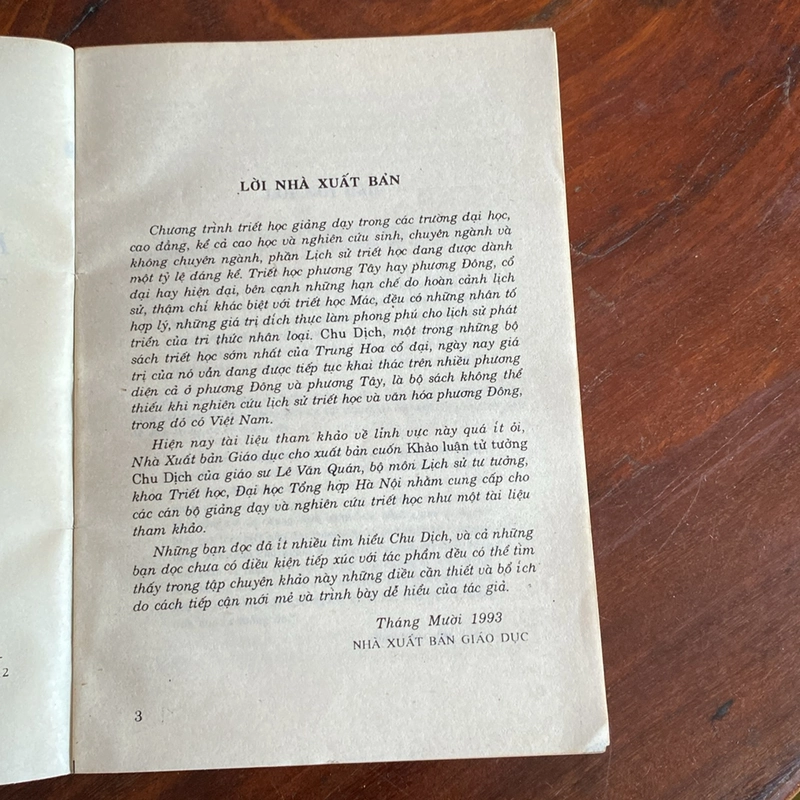 LỜI NHÀ XUẤT BẢN
Chương trình triết học giảng dạy trong các trường đại học,
cao đẳng, kể cả cao học và nghiên cứu sinh, chuyên ngành và
không chuyên ngành, phần Lịch sử triết học đang được dành
một tỷ lệ đáng kể. Triết học phương Tây hay phương Đông, cổ
đại hay hiện đại, bên cạnh những hạn chế do hoàn cảnh lịch
sử, thậm chí khác biệt với triết học Mác, đều có những nhân tố
hợp lý, những giá trị đích thực làm phong phú cho lịch sử phát
triển của tri thức nhân loại. Chu Dịch, một trong những bộ
sách triết học sớm nhất của Trung Hoa cổ đại, ngày nay giá
trị của nó vẫn đang được tiếp tục khai thác trên nhiều phương
diện cả ở phương Đông và phương Tây, là bộ sách không thể
thiếu khi nghiên cứu lịch sử triết học và văn hóa phương Đông,
trong đó có Việt Nam.
Hiện nay tài liệu tham khảo về lĩnh vực này quá ít ỏi,
Nhà Xuất bản Giáo dục cho xuất bản cuốn Khảo luận tư tưởng
Chu Dịch của giáo sư Lê Văn Quán, bộ môn Lịch sử tư tưởng,
khoa Triết học, Đại học Tổng hợp Hà Nội nhằm cung cấp cho
các cán bộ giảng dạy và nghiên cứu triết học như một tài liệu
tham khảo.
Những bạn đọc đã ít nhiều tìm hiểu Chu Dịch, và cả những
bạn đọc chưa có điều kiện tiếp xúc với tác phẩm đều có thể tìm
thấy trong tập chuyên khảo này những điều cần thiết và bổ ích
do cách tiếp cận mới mẻ và trình bày dễ hiểu của tác giả.
Tháng Mười 1993
NHÀ XUẤT BẢN GIÁO DỤC
3
2